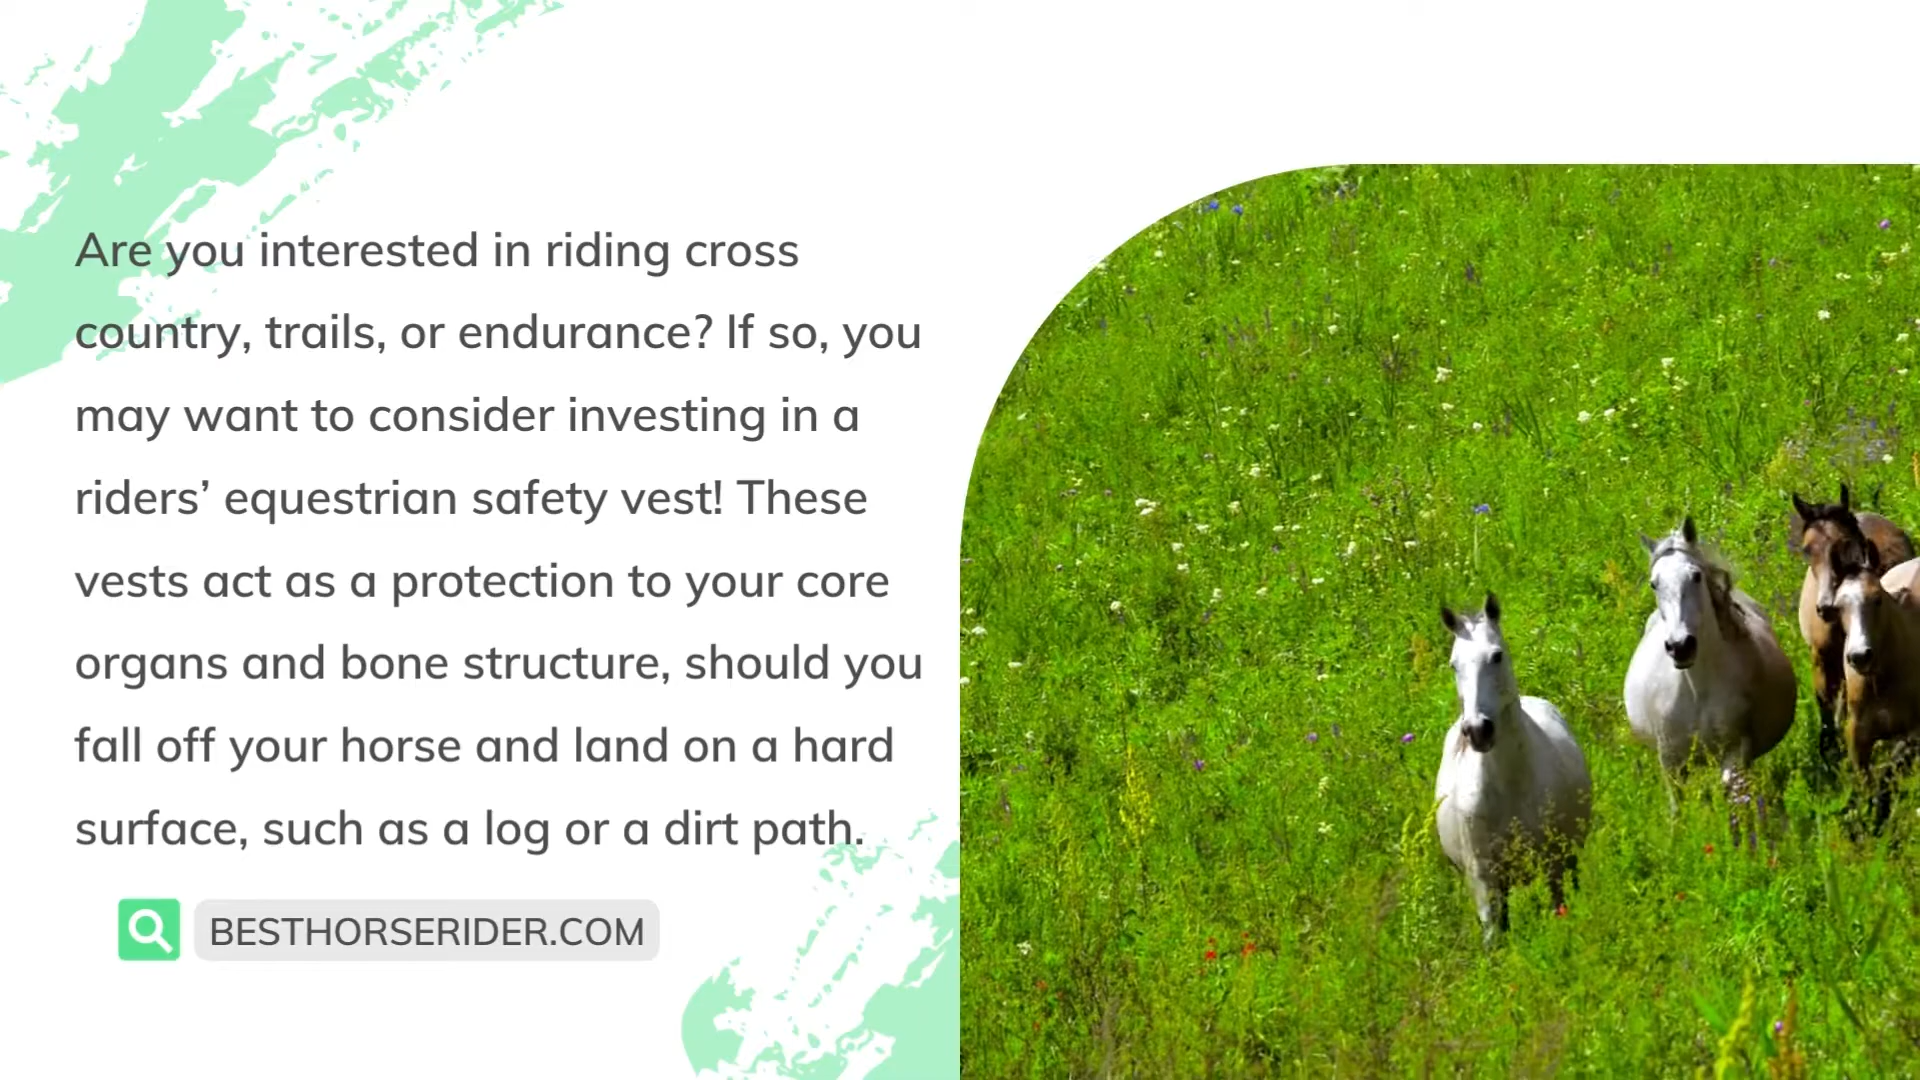 Are you interested in riding cross
country, trails, or endurance? If so, you
may want to consider investing in a
riders’ equestrian safety vest! These
vests act as a protection to your core
organs and bone structure, should you
fall off your horse and land on a hard
surface, such as a log or a dirt path.
BESTHORSERIDER.COM